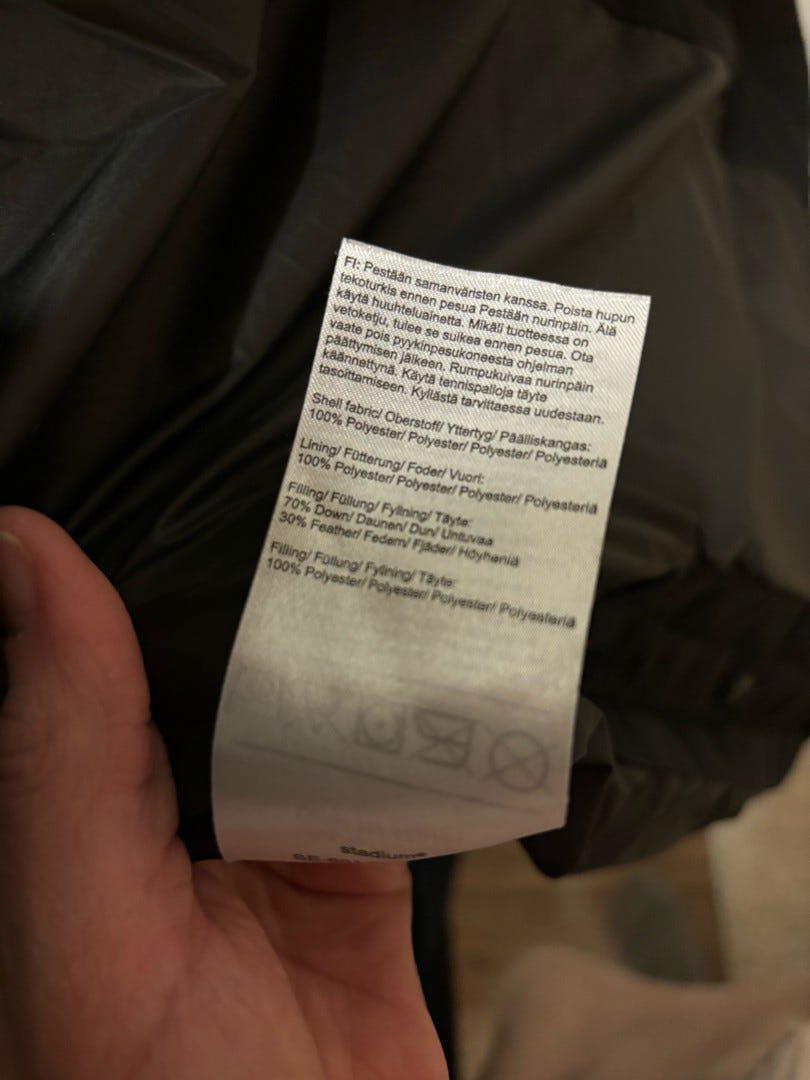 FI: Pestään samanväristen kanssa. Poista hupun
tekoturkis ennen pesua Pestään nurinpäin. Älä
käytä huuhteluainetta. Mikäli tuotteessa on
vetoketju, tulee se sulkea ennen pesua. Ota
vaate pois pyykinpesukoneesta ohjelman
päättymisen jälkeen. Rumpukuivaa nurinpäin
käännettynä. Käytä tennispalloja täyte
tasoittamiseen. Kyllästä tarvittaessa uudestaan.
Shell fabric/ Oberstoff/ Yttertyg/ Päälliskangas:
100% Polyester/ Polyester/ Polyester/ Polyesteriä
Lining/ Fütterung/ Foder/ Vuori:
100% Polyester/ Polyester/ Polyester/ Polyesteriä
Filling/ Füllung/ Fyllning/ Täyte:
70% Down/ Daunen/ Dun/ Untuvaa
30% Feather/ Federn/ Fjäder/ Höyheniä
Filling/ Füllung/ Fyllning/ Täyte:
100% Polyester/ Polyester/ Polyester/ Polyesteriä
stadium®